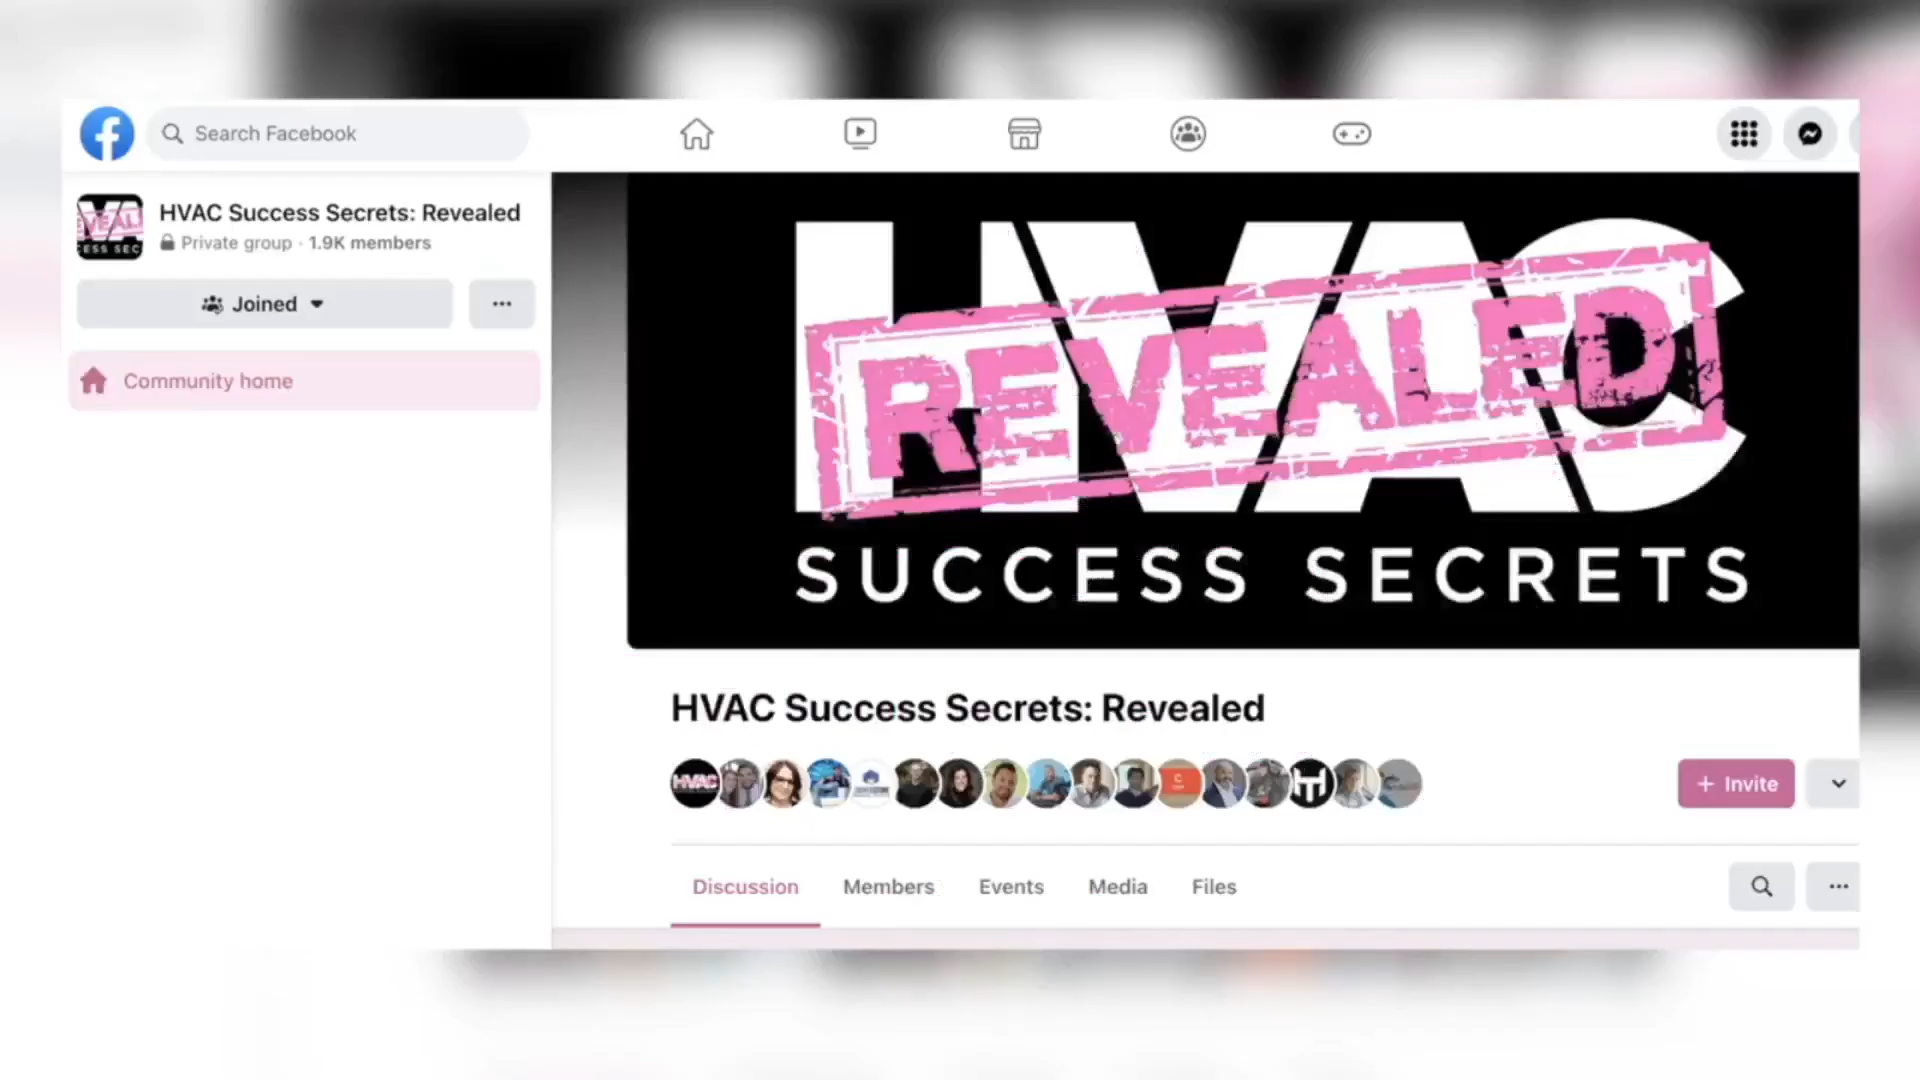 Search Facebook
HVAC Success Secrets: Revealed
Private group · 1.9K members
Joined
Community home
HVAC
REVEALED
SUCCESS SECRETS
HVAC Success Secrets: Revealed
HVAC
+ Invite
Discussion Members Events Media Files